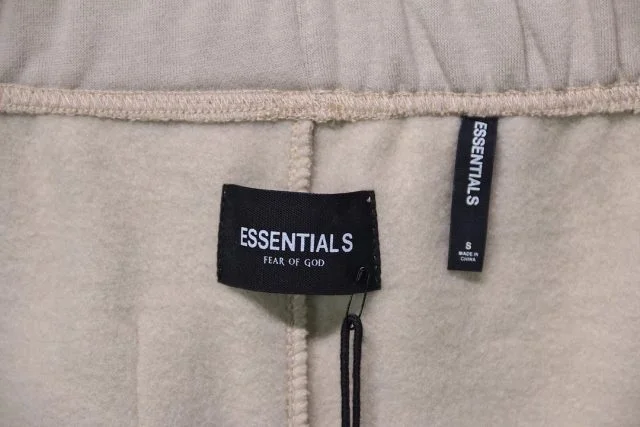 ESSENTIALS
FEAR OF GOD
ESSENTIALS
S
MADE IN
CHINA